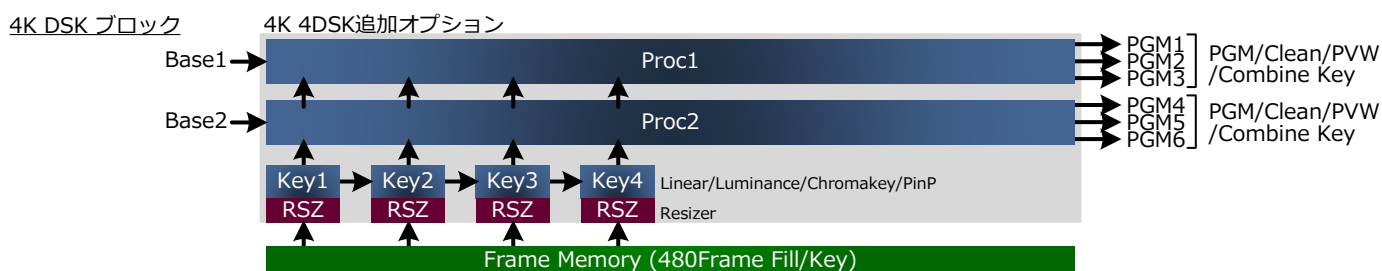 4K DSK ブロック
4K 4DSK追加オプション
Base1
Proc1
PGM1
PGM2
PGM3
PGM/Clean/PVW
/Combine Key
Base2
Proc2
PGM4
PGM5
PGM6
PGM/Clean/PVW
/Combine Key
Key1
Key2
Key3
Key4
Linear/Luminance/Chromakey/PinP
RSZ
RSZ
RSZ
RSZ
Resizer
Frame Memory (480Frame Fill/Key)